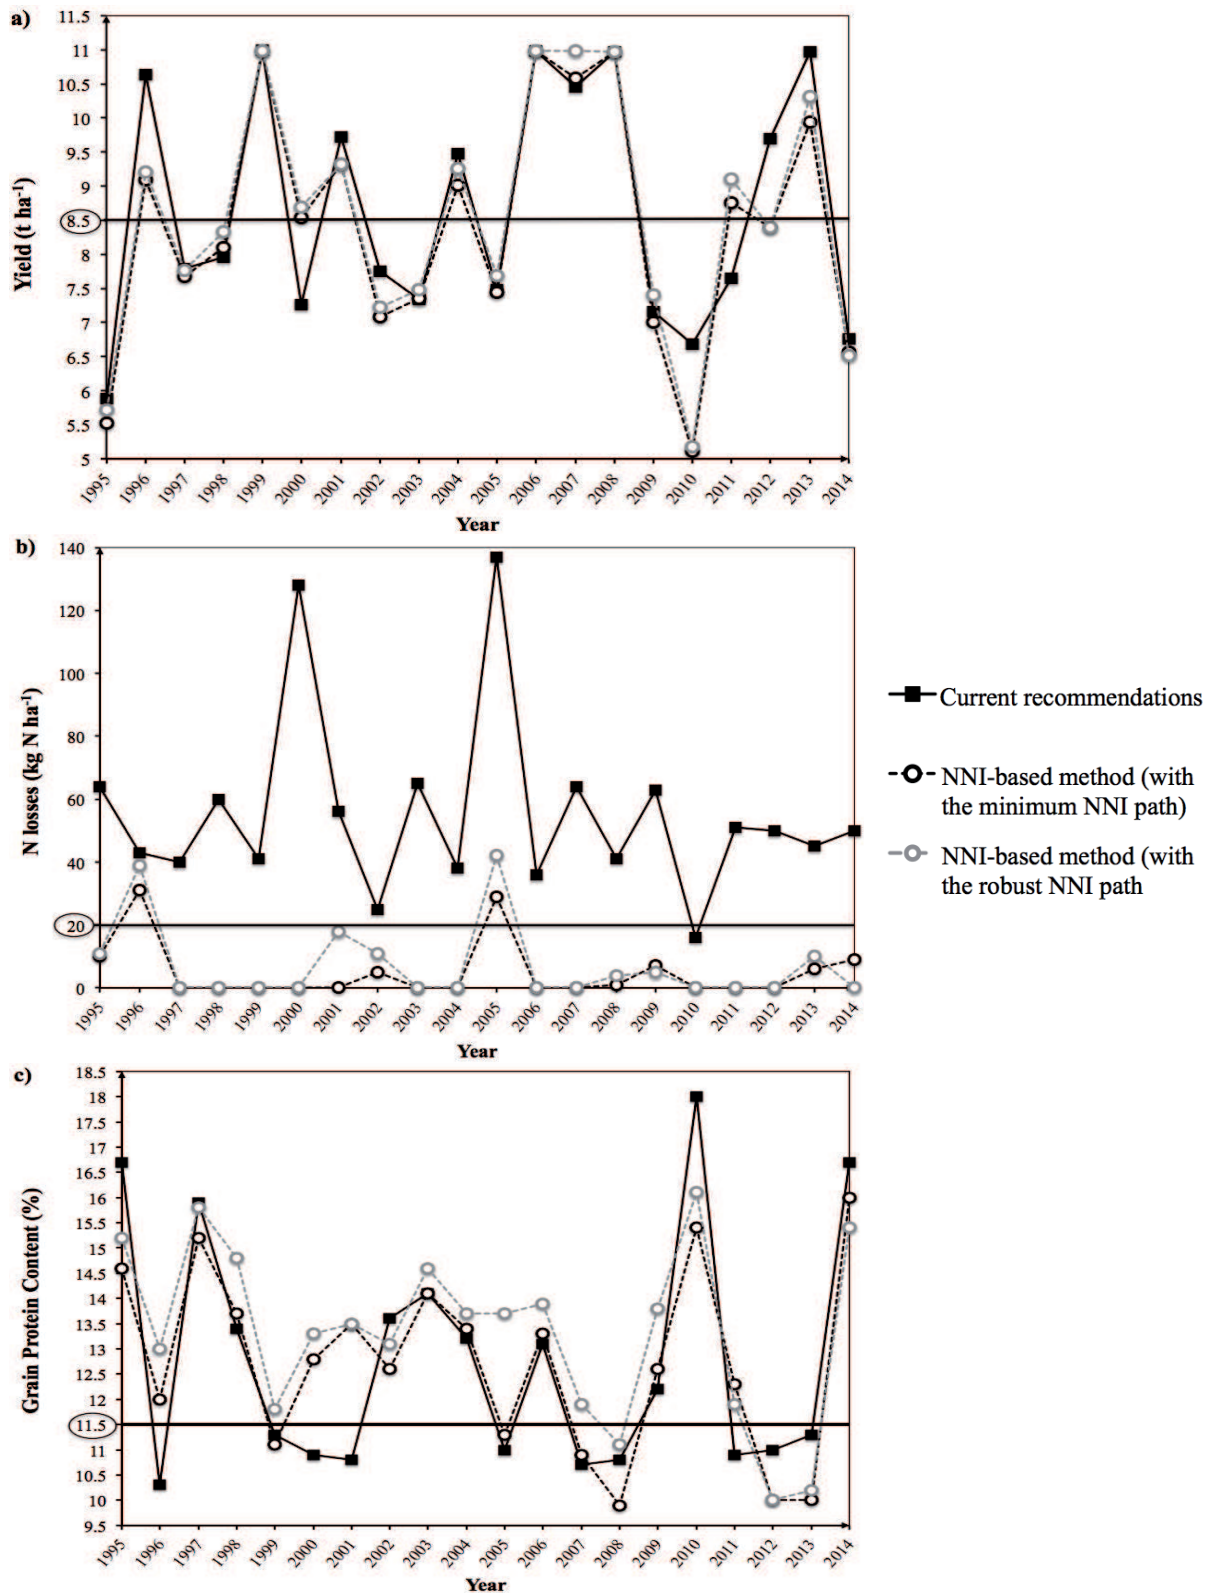 a)
11.5
11
10.5
10
9.5
9
8.5
8
7.5
7
6.5
6
5.5
5
Yield (t ha⁻¹)
1995 1996 1997 1998 1999 2000 2001 2002 2003 2004 2005 2006 2007 2008 2009 2010 2011 2012 2013 2014
Year
b)
140
120
100
80
60
40
20
0
N losses (kg N ha⁻¹)
1995 1996 1997 1998 1999 2000 2001 2002 2003 2004 2005 2006 2007 2008 2009 2010 2011 2012 2013 2014
Year
Current recommendations
NNI-based method (with
the minimum NNI path)
NNI-based method (with
the robust NNI path
c)
18.5
18
17.5
17
16.5
16
15.5
15
14.5
14
13.5
13
12.5
12
11.5
11
10.5
10
9.5
Grain Protein Content (%)
1995 1996 1997 1998 1999 2000 2001 2002 2003 2004 2005 2006 2007 2008 2009 2010 2011 2012 2013 2014
Year